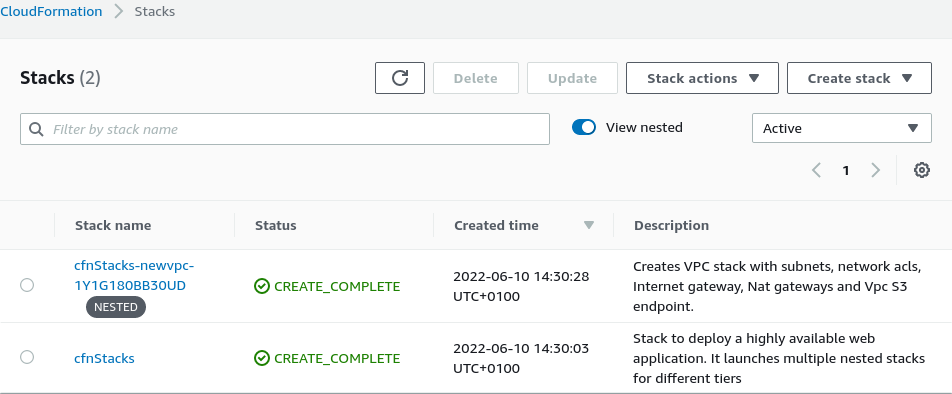 CloudFormation > Stacks
Stacks (2)
Delete
Update
Stack actions
Create stack
Filter by stack name
View nested
Active
1
Stack name
Status
Created time
Description
cfnStacks-newvpc-
1Y1G180BB30UD
NESTED
CREATE_COMPLETE
2022-06-10 14:30:28
UTC+0100
Creates VPC stack with subnets, network acls,
Internet gateway, Nat gateways and Vpc S3
endpoint.
cfnStacks
CREATE_COMPLETE
2022-06-10 14:30:03
UTC+0100
Stack to deploy a highly available web
application. It launches multiple nested stacks
for different tiers